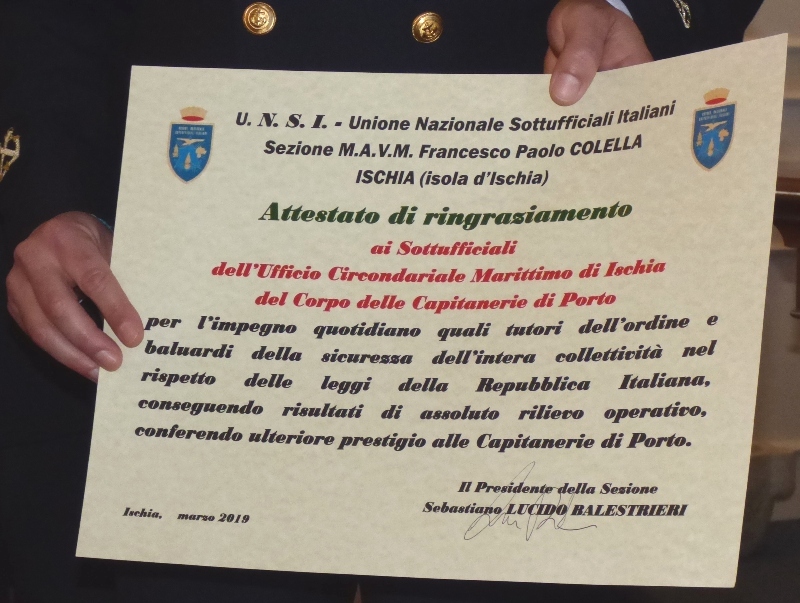 U. N. S. I. - Unione Nazionale Sottufficiali Italiani
Sezione M.A.V.M. Francesco Paolo COLELLA
ISCHIA (isola d'Ischia)
Attestato di ringraziamento
ai Sottufficiali
dell'Ufficio Circondariale Marittimo di Ischia
del Corpo delle Capitanerie di Porto
per l'impegno quotidiano quali tutori dell'ordine e
baluardi della sicurezza dell'intera collettività nel
rispetto delle leggi della Repubblica Italiana,
conseguendo risultati di assoluto rilievo operativo,
conferendo ulteriore prestigio alle Capitanerie di Porto.
Il Presidente della Sezione
Sebastiano LUCIDO BALESTRIERI
Ischia, marzo 2019